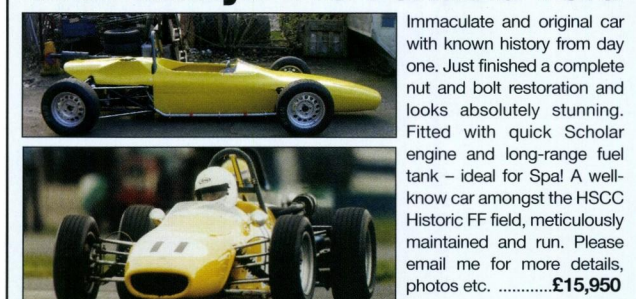 Immaculate and original car
with known history from day
one. Just finished a complete
nut and bolt restoration and
looks absolutely stunning.
Fitted with quick Scholar
engine and long-range fuel
tank – ideal for Spa! A well-
know car amongst the HSCC
Historic FF field, meticulously
maintained and run. Please
email me for more details,
photos etc. ............£15,950
11